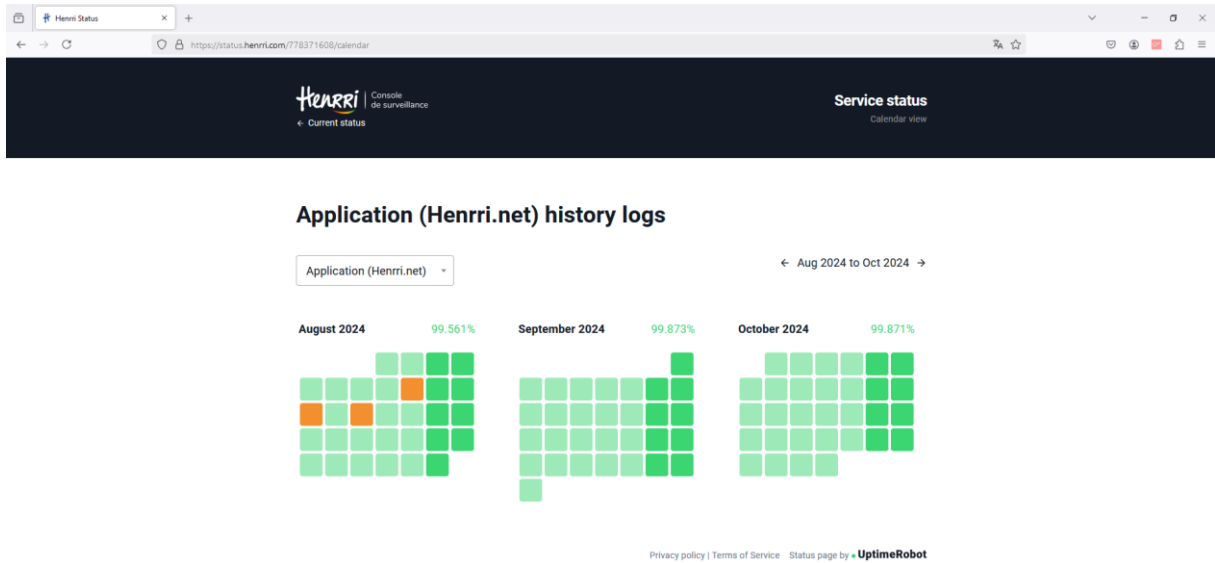 Henrri Status
https://status.henrri.com/778371608/calendar
HENRRi
Console
de surveillance
← Current status
Service status
Calendar view
Application (Henrri.net) history logs
Application (Henrri.net)
← Aug 2024 to Oct 2024 →
August 2024 99.561%
September 2024 99.873%
October 2024 99.871%
Privacy policy | Terms of Service Status page by UptimeRobot